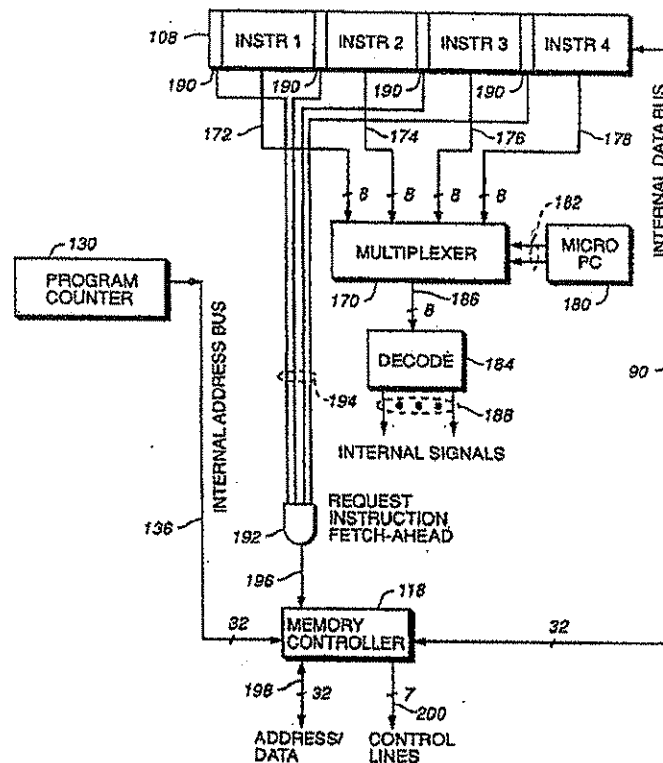 108
INSTR 1
INSTR 2
INSTR 3
INSTR 4
190
190
190
190
172
174
176
178
INTERNAL DATA BUS
8
8
8
8
182
130
PROGRAM
COUNTER
MULTIPLEXER
MICRO
PC
170
186
180
8
DECODE
184
90
194
188
INTERNAL SIGNALS
INTERNAL ADDRESS BUS
136
192
REQUEST
INSTRUCTION
FETCH-AHEAD
196
118
32
MEMORY
CONTROLLER
32
198
32
7
200
ADDRESS/
DATA
CONTROL
LINES